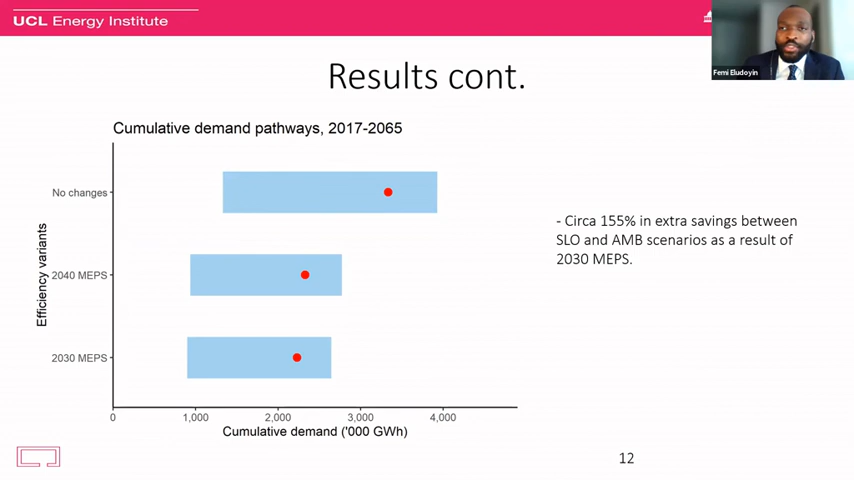 UCL Energy Institute
Femi Eludoyin
Results cont.
Cumulative demand pathways, 2017-2065
Efficiency variants
No changes
2040 MEPS
2030 MEPS
0 1,000 2,000 3,000 4,000
Cumulative demand ('000 GWh)
- Circa 155% in extra savings between
SLO and AMB scenarios as a result of
2030 MEPS.
12